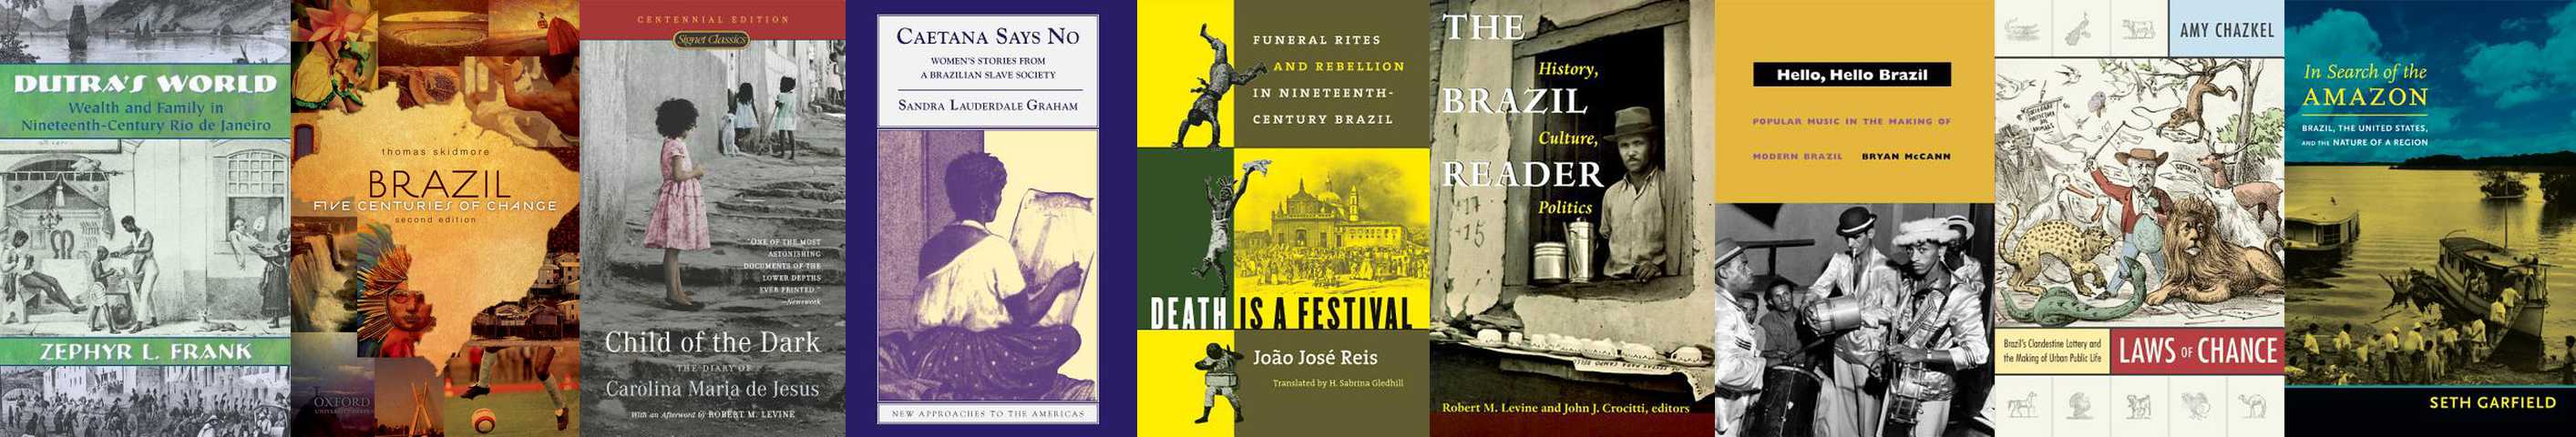 DUTRA'S WORLD
Wealth and Family in
Nineteenth-Century Rio de Janeiro
ZEPHYR L. FRANK
thomas skidmore
BRAZIL
FIVE CENTURIES OF CHANGE
second edition
OXFORD
UNIVERSITY PRESS
CENTENNIAL EDITION
Signet Classics
"ONE OF THE MOST
ASTONISHING
DOCUMENTS OF THE
LOWER DEPTHS
EVER PRINTED."
—Newsweek
Child of the Dark
THE DIARY OF
Carolina Maria de Jesus
With an Afterword by ROBERT M. LEVINE
CAETANA SAYS NO
WOMEN'S STORIES FROM
A BRAZILIAN SLAVE SOCIETY
SANDRA LAUDERDALE GRAHAM
NEW APPROACHES TO THE AMERICAS
FUNERAL RITES
AND REBELLION
IN NINETEENTH-
CENTURY BRAZIL
DEATH IS A FESTIVAL
João José Reis
Translated by H. Sabrina Gledhill
THE
History,
BRAZIL
Culture,
READER
Politics
Robert M. Levine and John J. Crocitti, editors
Hello, Hello Brazil
POPULAR MUSIC IN THE MAKING OF
MODERN BRAZIL BRYAN McCANN
AMY CHAZKEL
Brazil's Clandestine Lottery and
the Making of Urban Public Life
LAWS OF CHANCE
In Search of the
AMAZON
BRAZIL, THE UNITED STATES,
AND THE NATURE OF A REGION
SETH GARFIELD